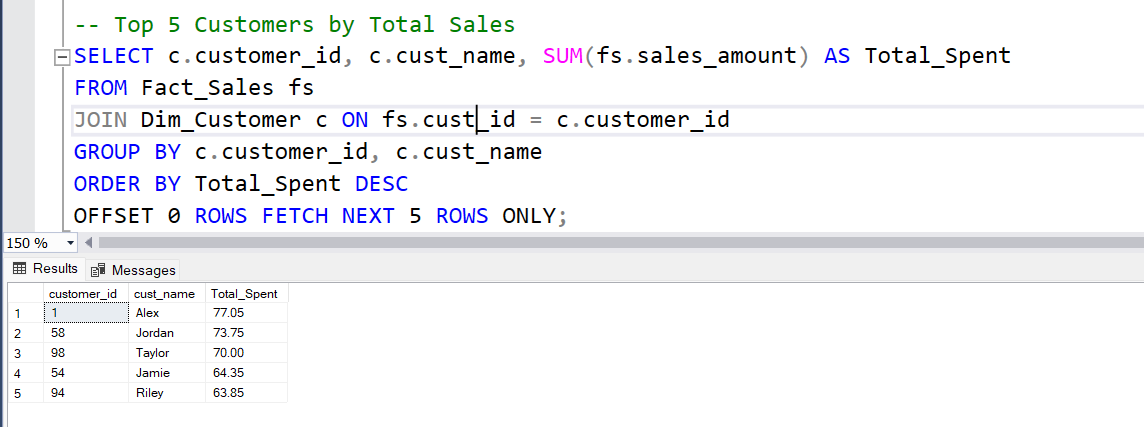 -- Top 5 Customers by Total Sales
SELECT c.customer_id, c.cust_name, SUM(fs.sales_amount) AS Total_Spent
FROM Fact_Sales fs
JOIN Dim_Customer c ON fs.cust_id = c.customer_id
GROUP BY c.customer_id, c.cust_name
ORDER BY Total_Spent DESC
OFFSET 0 ROWS FETCH NEXT 5 ROWS ONLY;
150 %
Results Messages
customer_id cust_name Total_Spent
1 1 Alex 77.05
2 58 Jordan 73.75
3 98 Taylor 70.00
4 54 Jamie 64.35
5 94 Riley 63.85